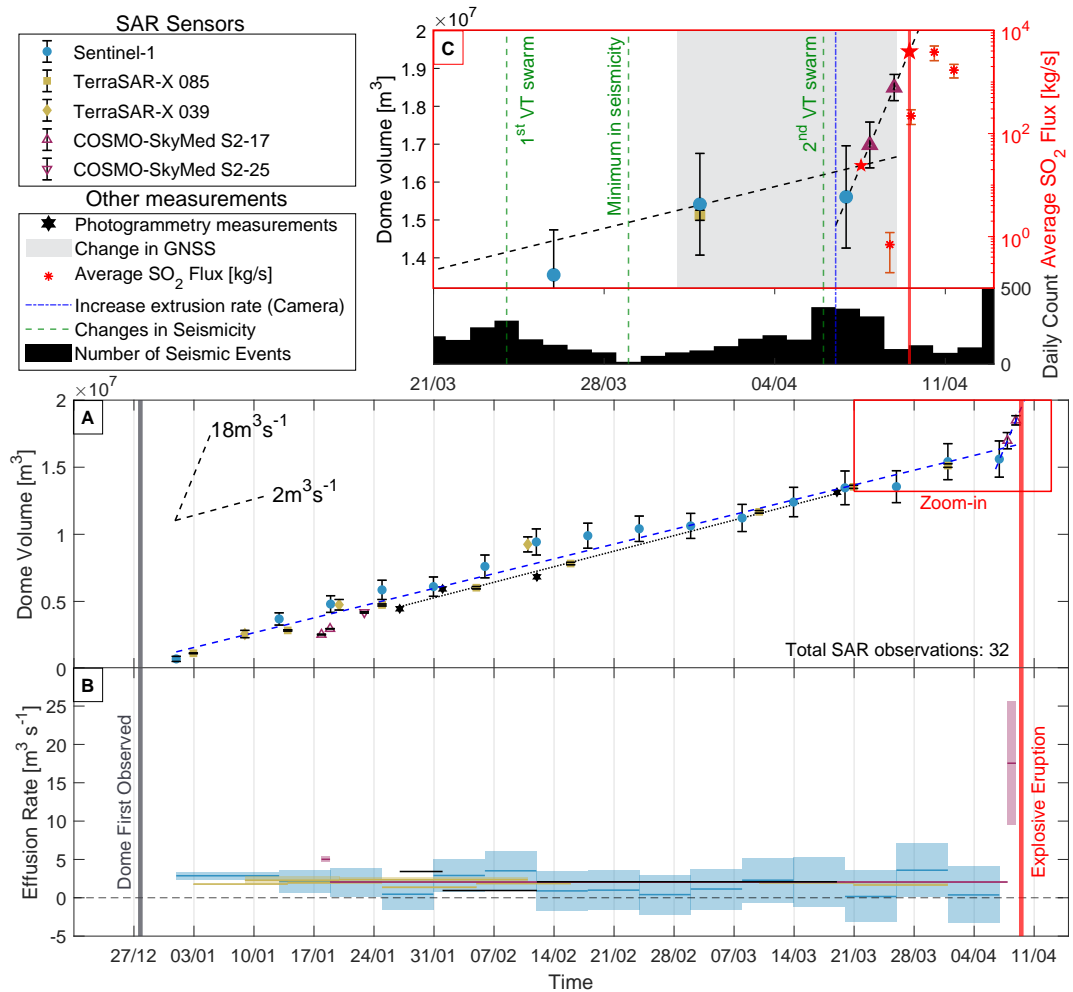 SAR Sensors
Sentinel-1
TerraSAR-X 085
TerraSAR-X 039
COSMO-SkyMed S2-17
COSMO-SkyMed S2-25
Other measurements
Photogrammetry measurements
Change in GNSS
Average SO2 Flux [kg/s]
Increase extrusion rate (Camera)
Changes in Seismicity
Number of Seismic Events
×10^7
C
2
1.9
1.8
1.7
1.6
1.5
1.4
Dome volume [m^3]
1^st VT swarm
Minimum in seismicity
2^nd VT swarm
10^4
10^2
10^0
Average SO2 Flux [kg/s]
500
0
Daily Count
21/03 28/03 04/04 11/04
×10^7
A
2
1.5
1
0.5
0
Dome Volume [m^3]
18m^3s^-1
2m^3s^-1
Zoom-in
Total SAR observations: 32
B
25
20
15
10
5
0
-5
Effusion Rate [m^3 s^-1]
Dome First Observed
Explosive Eruption
27/12 03/01 10/01 17/01 24/01 31/01 07/02 14/02 21/02 28/02 07/03 14/03 21/03 28/03 04/04 11/04
Time